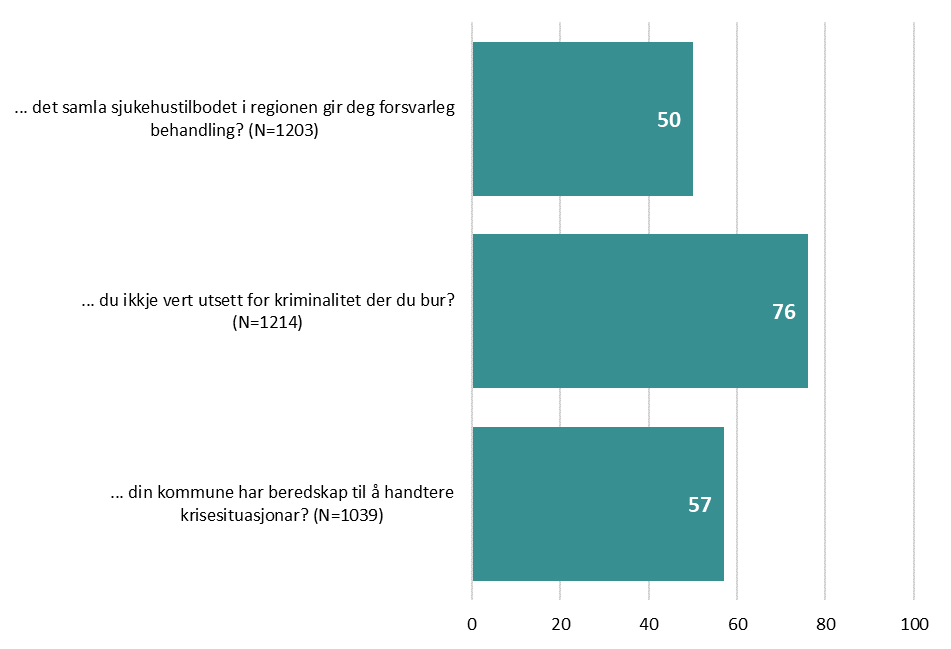 ... det samla sjukehustilbodet i regionen gir deg forsvarleg
behandling? (N=1203)
50
... du ikkje vert utsett for kriminalitet der du bur?
(N=1214)
76
... din kommune har beredskap til å handtere
krisesituasjonar? (N=1039)
57
0 20 40 60 80 100